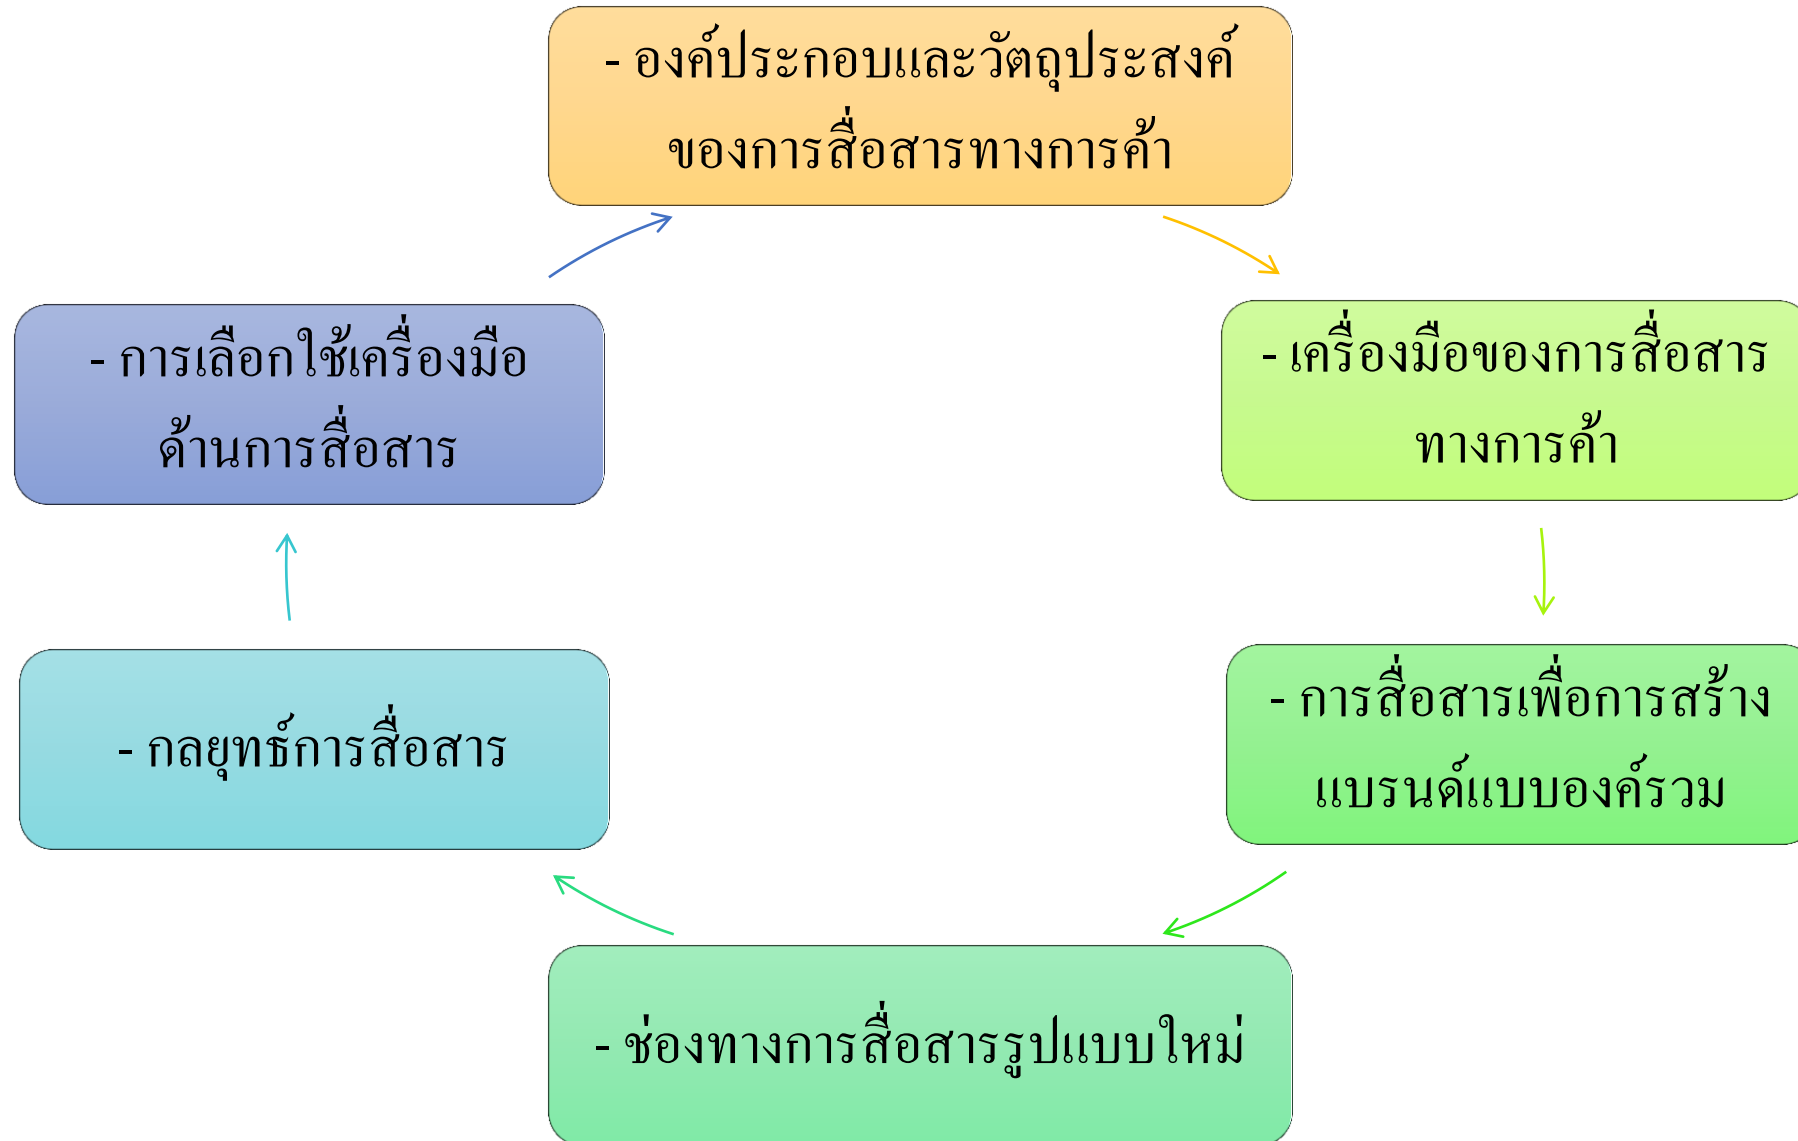 - องค์ประกอบและวัตถุประสงค์
ของการสื่อสารทางการค้า
- เครื่องมือของการสื่อสาร
ทางการค้า
- การสื่อสารเพื่อการสร้าง
แบรนด์แบบองค์รวม
- ช่องทางการสื่อสารรูปแบบใหม่
- กลยุทธ์การสื่อสาร
- การเลือกใช้เครื่องมือ
ด้านการสื่อสาร